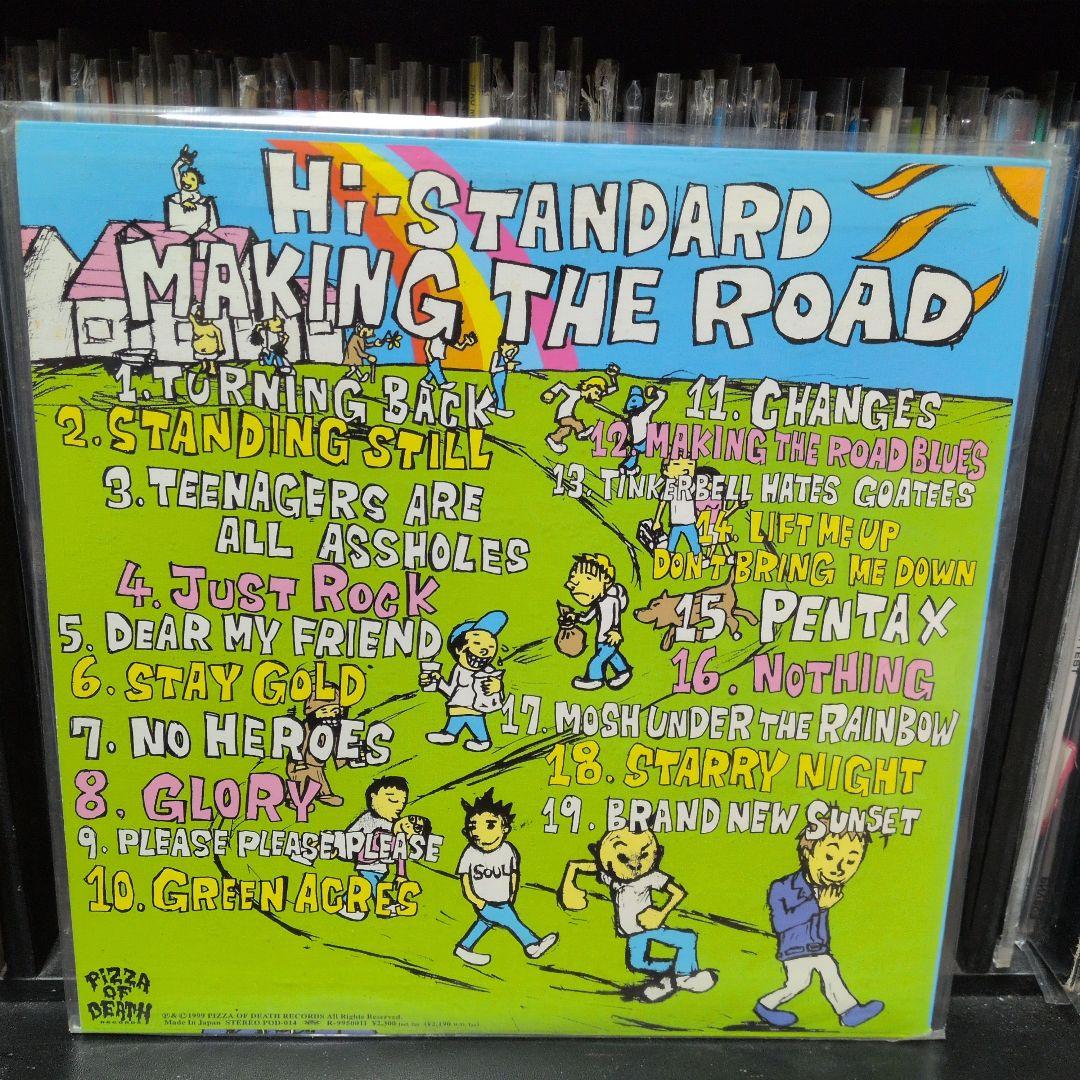 Hi-STANDARD
MAKING THE ROAD
1. TURNING BACK
2. STANDING STILL
3. TEENAGERS ARE
ALL ASSHOLES
4. JUST ROCK
5. DEAR MY FRIEND
6. STAY GOLD
7. NO HEROES
8. GLORY
9. PLEASE PLEASE PLEASE
10. GREEN ACRES
11. CHANGES
12. MAKING THE ROAD BLUES
13. TINKERBELL HATES GOATEES
14. LIFT ME UP
DON'T BRING ME DOWN
15. PENTAX
16. NOTHING
17. MOSH UNDER THE RAINBOW
18. STARRY NIGHT
19. BRAND NEW SUNSET
SOUL
PIZZA
OF
DEATH
RECORDS
℗&©1999 PIZZA OF DEATH RECORDS All Rights Reserved.
Made In Japan STEREO POD-014 R-9950011 ¥2,300